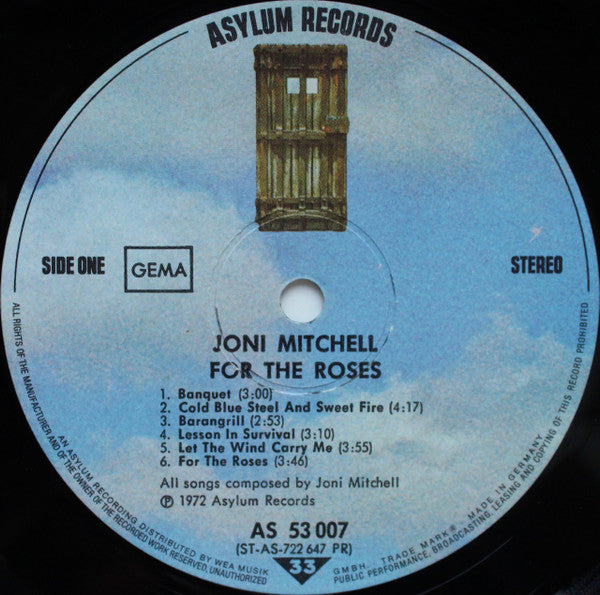 ASYLUM RECORDS
SIDE ONE
GEMA
STEREO
JONI MITCHELL
FOR THE ROSES
1. Banquet (3:00)
2. Cold Blue Steel And Sweet Fire (4:17)
3. Barangrill (2:53)
4. Lesson In Survival (3:10)
5. Let The Wind Carry Me (3:55)
6. For The Roses (3:46)
All songs composed by Joni Mitchell
℗ 1972 Asylum Records
AS 53 007
(ST-AS-722 647 PR)
33
ALL RIGHTS OF THE MANUFACTURER AND OF THE OWNER OF THE RECORDED WORK RESERVED, UNAUTHORIZED
PUBLIC PERFORMANCE, BROADCASTING, LEASING AND COPYING OF THIS RECORD PROHIBITED
AN ASYLUM RECORDING DISTRIBUTED BY WEA MUSIK
GMBH. TRADE MARK® MADE IN GERMANY